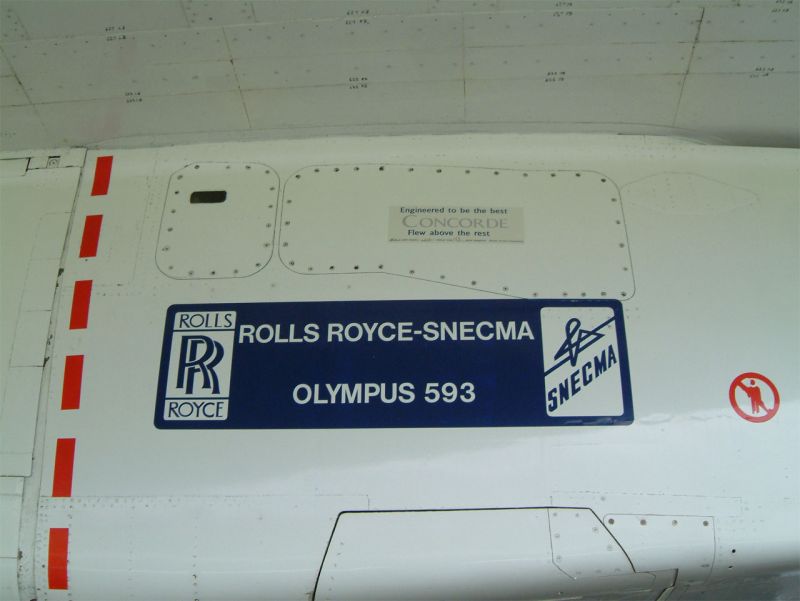 Engineered to be the best
CONCORDE
Flew above the rest
ROLLS
RR
ROYCE
ROLLS ROYCE-SNECMA
OLYMPUS 593
SNECMA